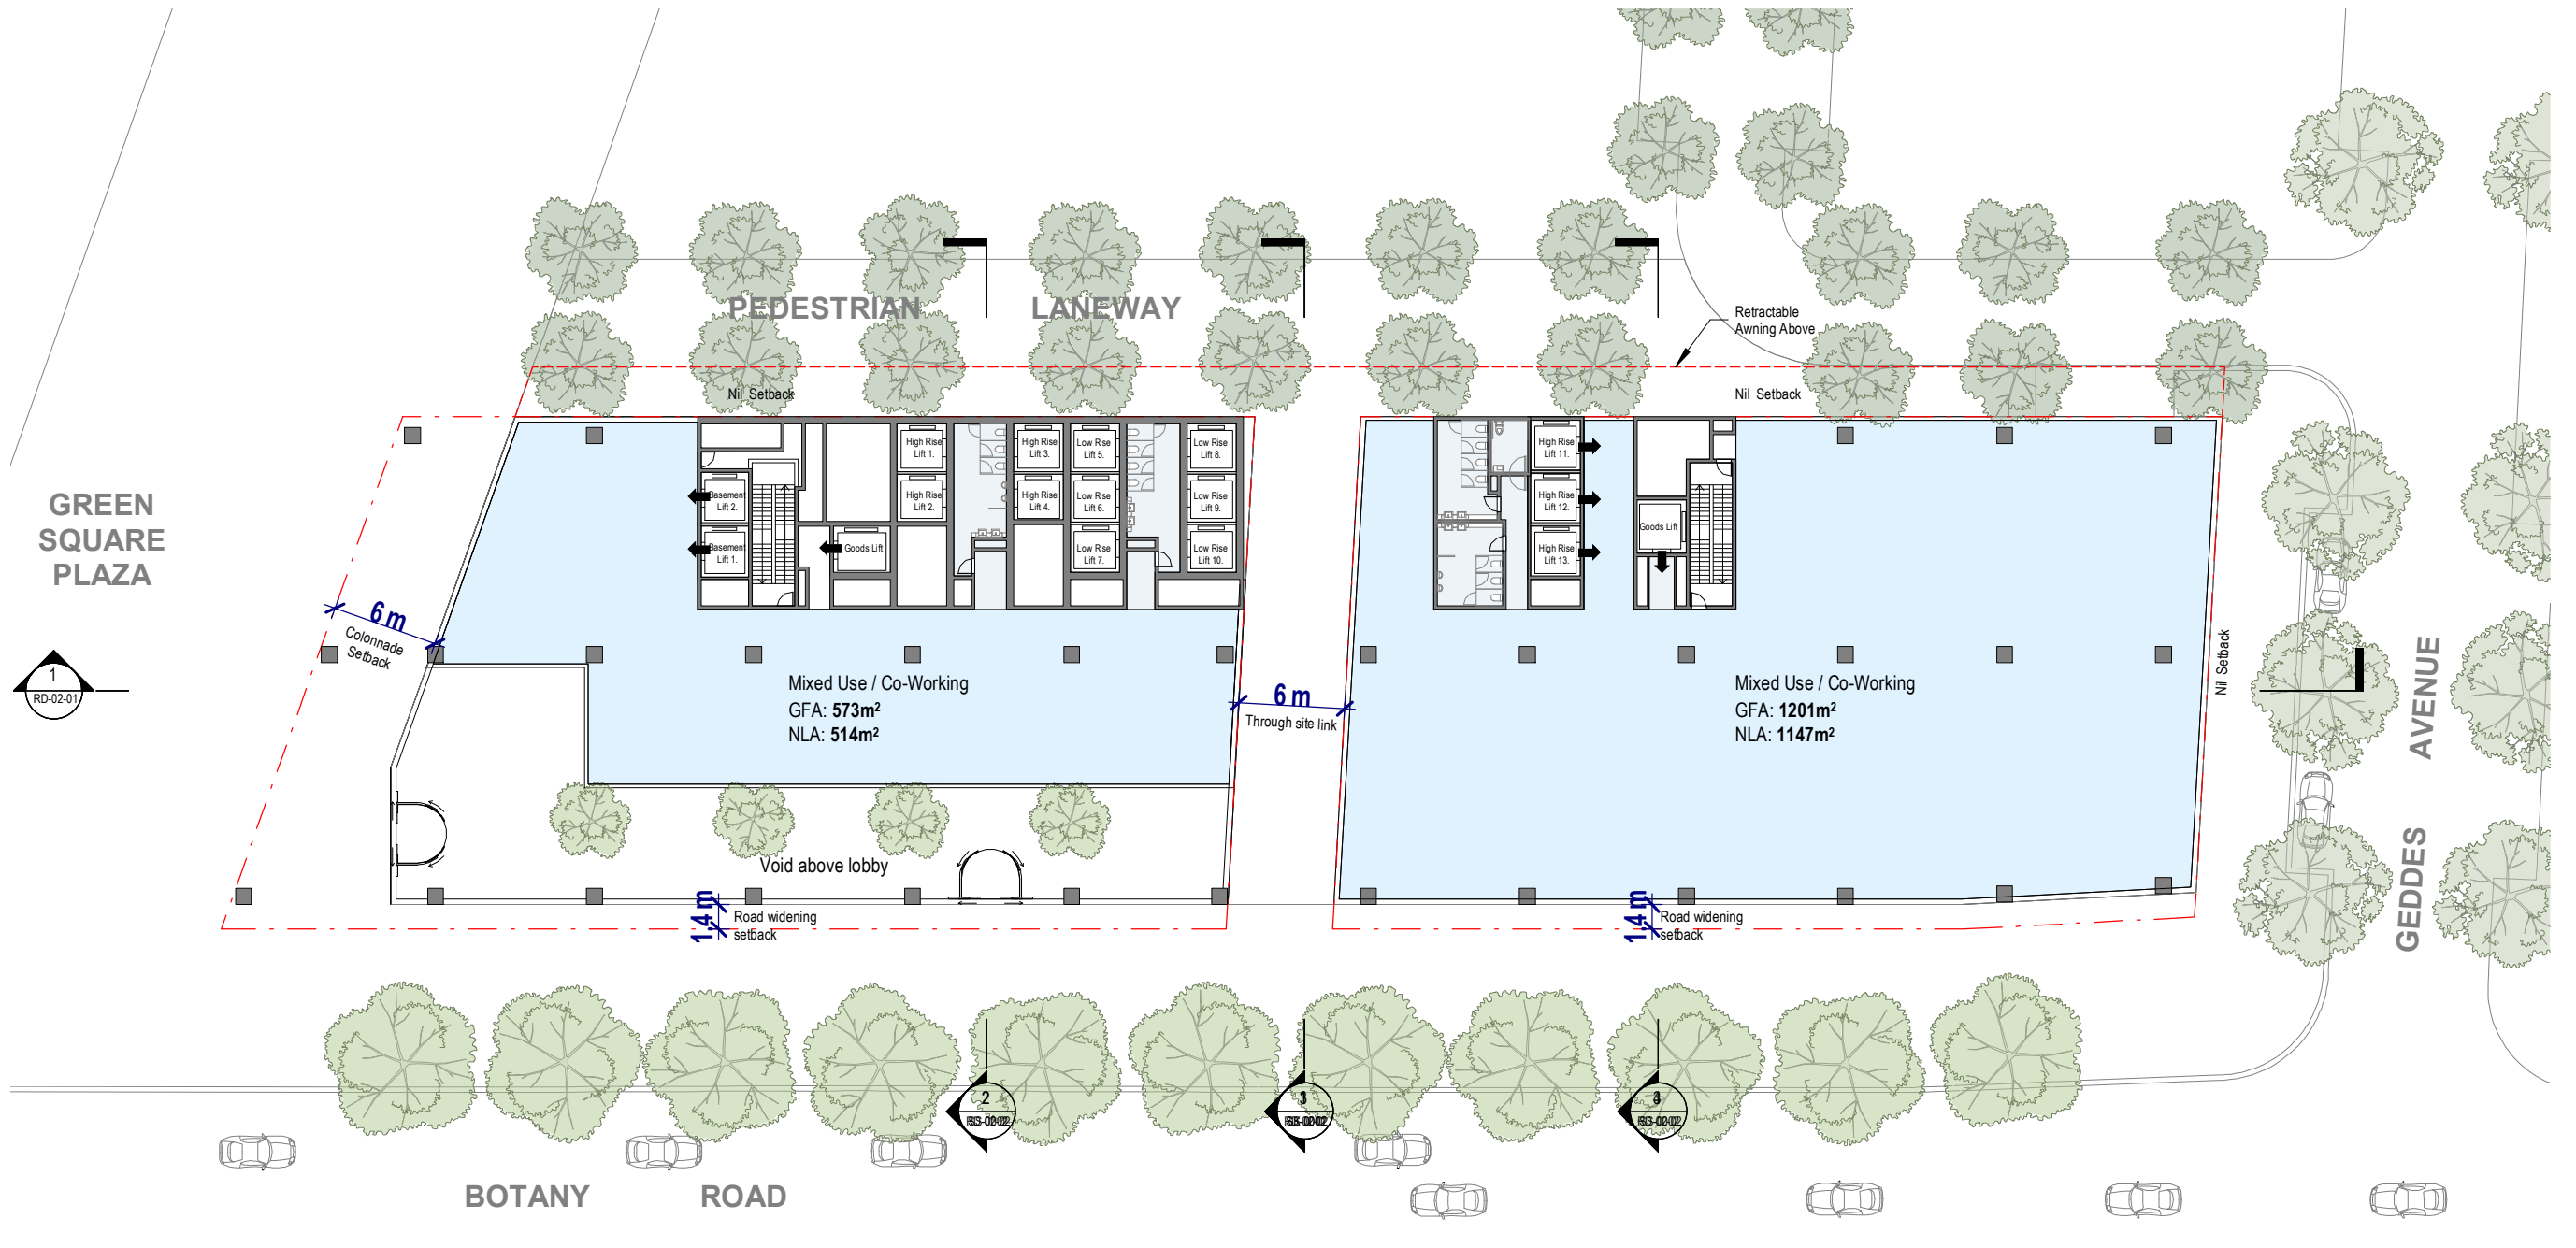 PEDESTRIAN LANEWAY
Retractable
Awning Above
Nil Setback
Nil Setback
GREEN
SQUARE
PLAZA
High Rise
Lift 1.
High Rise
Lift 2.
High Rise
Lift 3.
High Rise
Lift 4.
Low Rise
Lift 5.
Low Rise
Lift 6.
Low Rise
Lift 7.
Low Rise
Lift 8.
Low Rise
Lift 9.
Low Rise
Lift 10.
Basement
Lift 2.
Basement
Lift 1.
Goods Lift
High Rise
Lift 11.
High Rise
Lift 12.
High Rise
Lift 13.
Goods Lift
6 m
Colonnade
Setback
1
RD-02-01
Mixed Use / Co-Working
GFA: 573m²
NLA: 514m²
6 m
Through site link
Mixed Use / Co-Working
GFA: 1201m²
NLA: 1147m²
Nil Setback
GEDDES AVENUE
Void above lobby
1.4 m
Road widening
setback
1.4 m
Road widening
setback
2
BOTANY ROAD